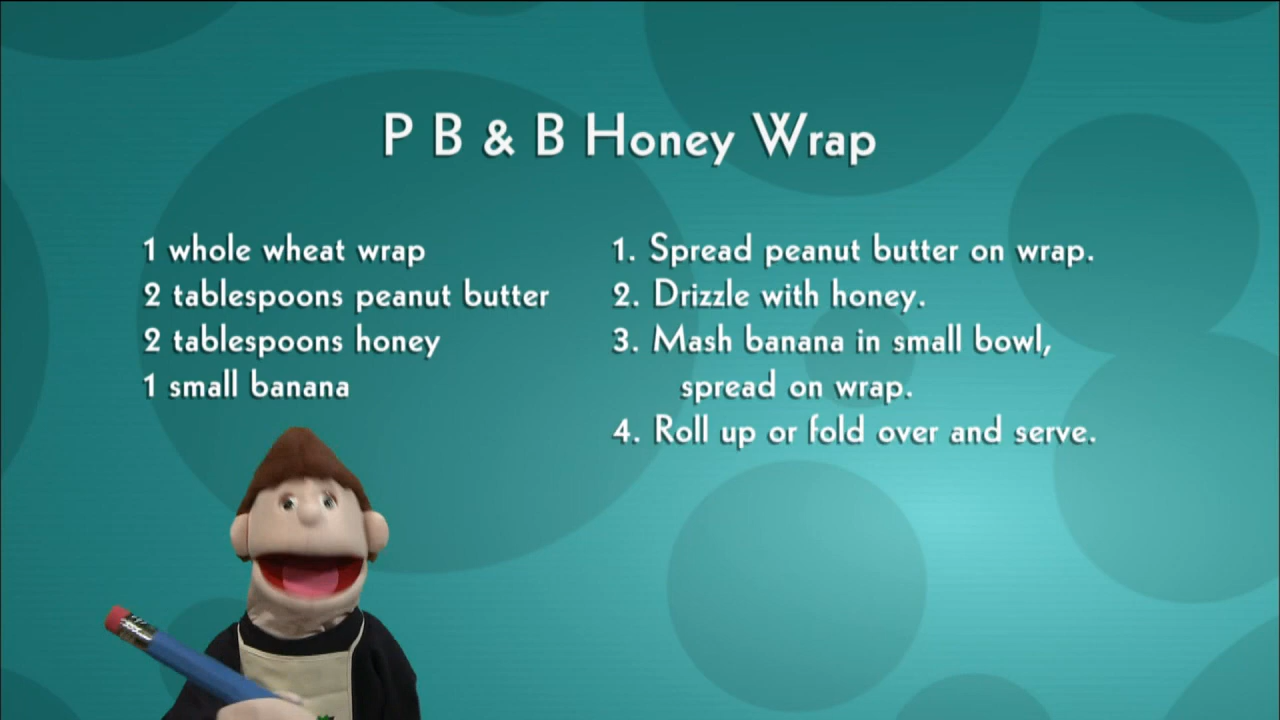 P B & B Honey Wrap
1 whole wheat wrap
2 tablespoons peanut butter
2 tablespoons honey
1 small banana
1. Spread peanut butter on wrap.
2. Drizzle with honey.
3. Mash banana in small bowl,
spread on wrap.
4. Roll up or fold over and serve.